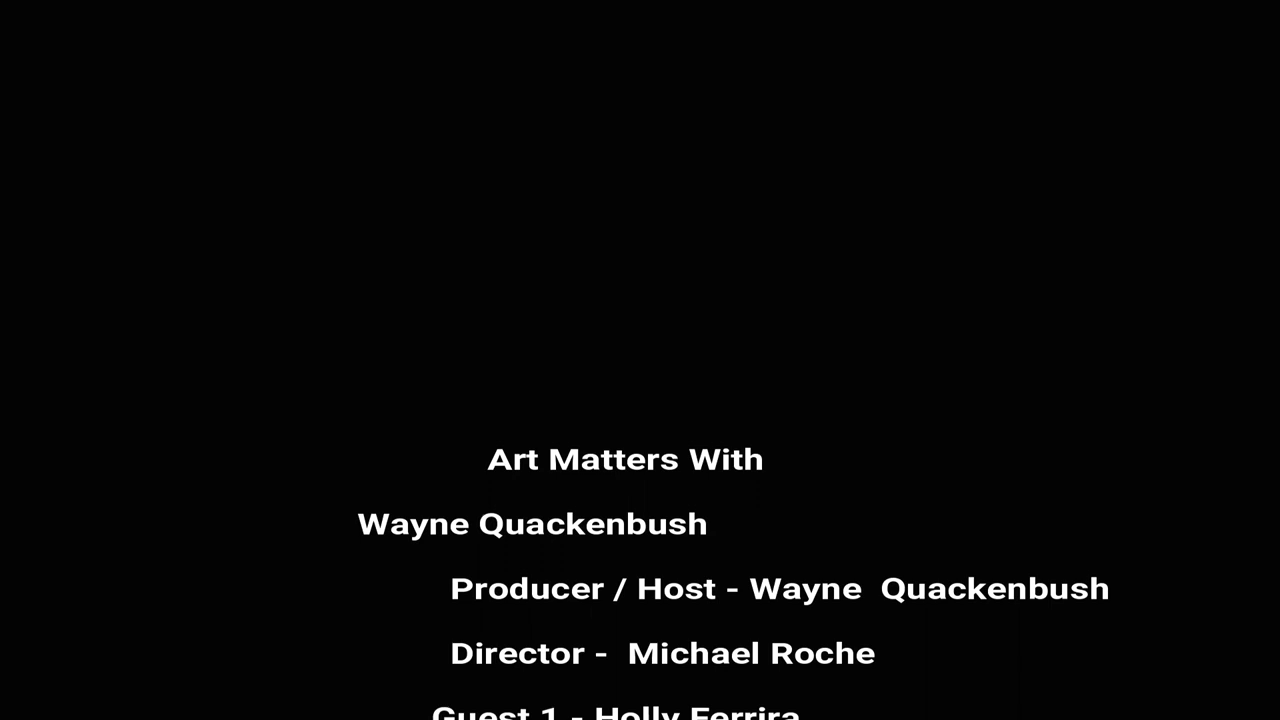 Art Matters With
Wayne Quackenbush
Producer / Host - Wayne  Quackenbush
Director -  Michael Roche
Guest 1 - Holly Ferrira